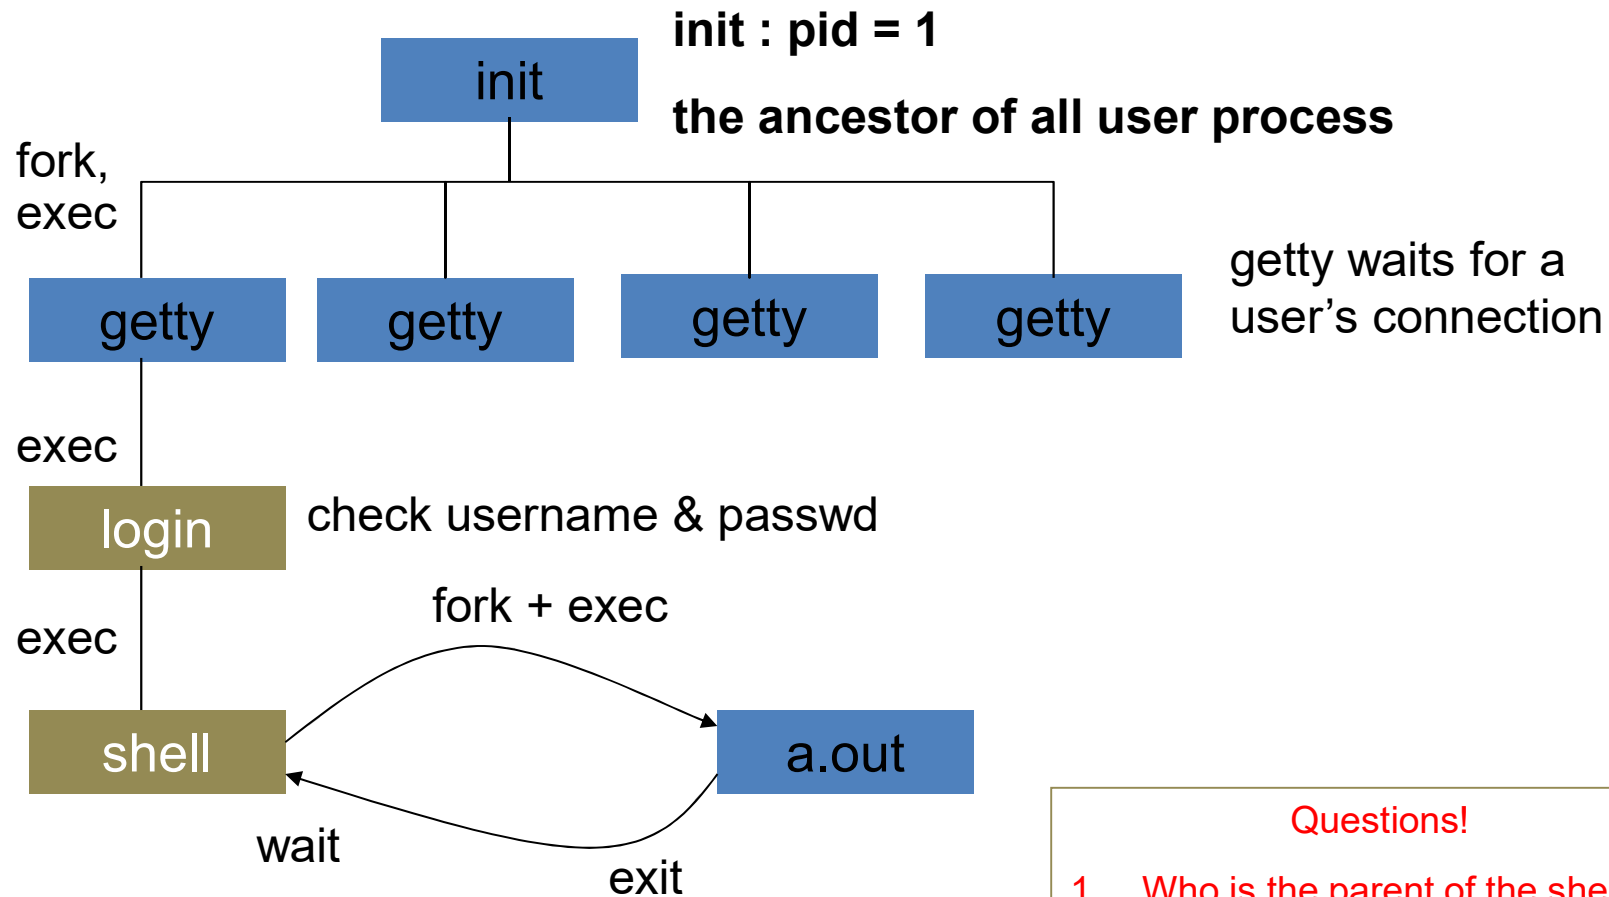 init : pid = 1
init
the ancestor of all user process
fork,
exec
getty
getty
getty
getty
getty waits for a
user’s connection
exec
login
check username & passwd
fork + exec
exec
shell
a.out
wait
exit
Questions!
1. Who is the parent of the she